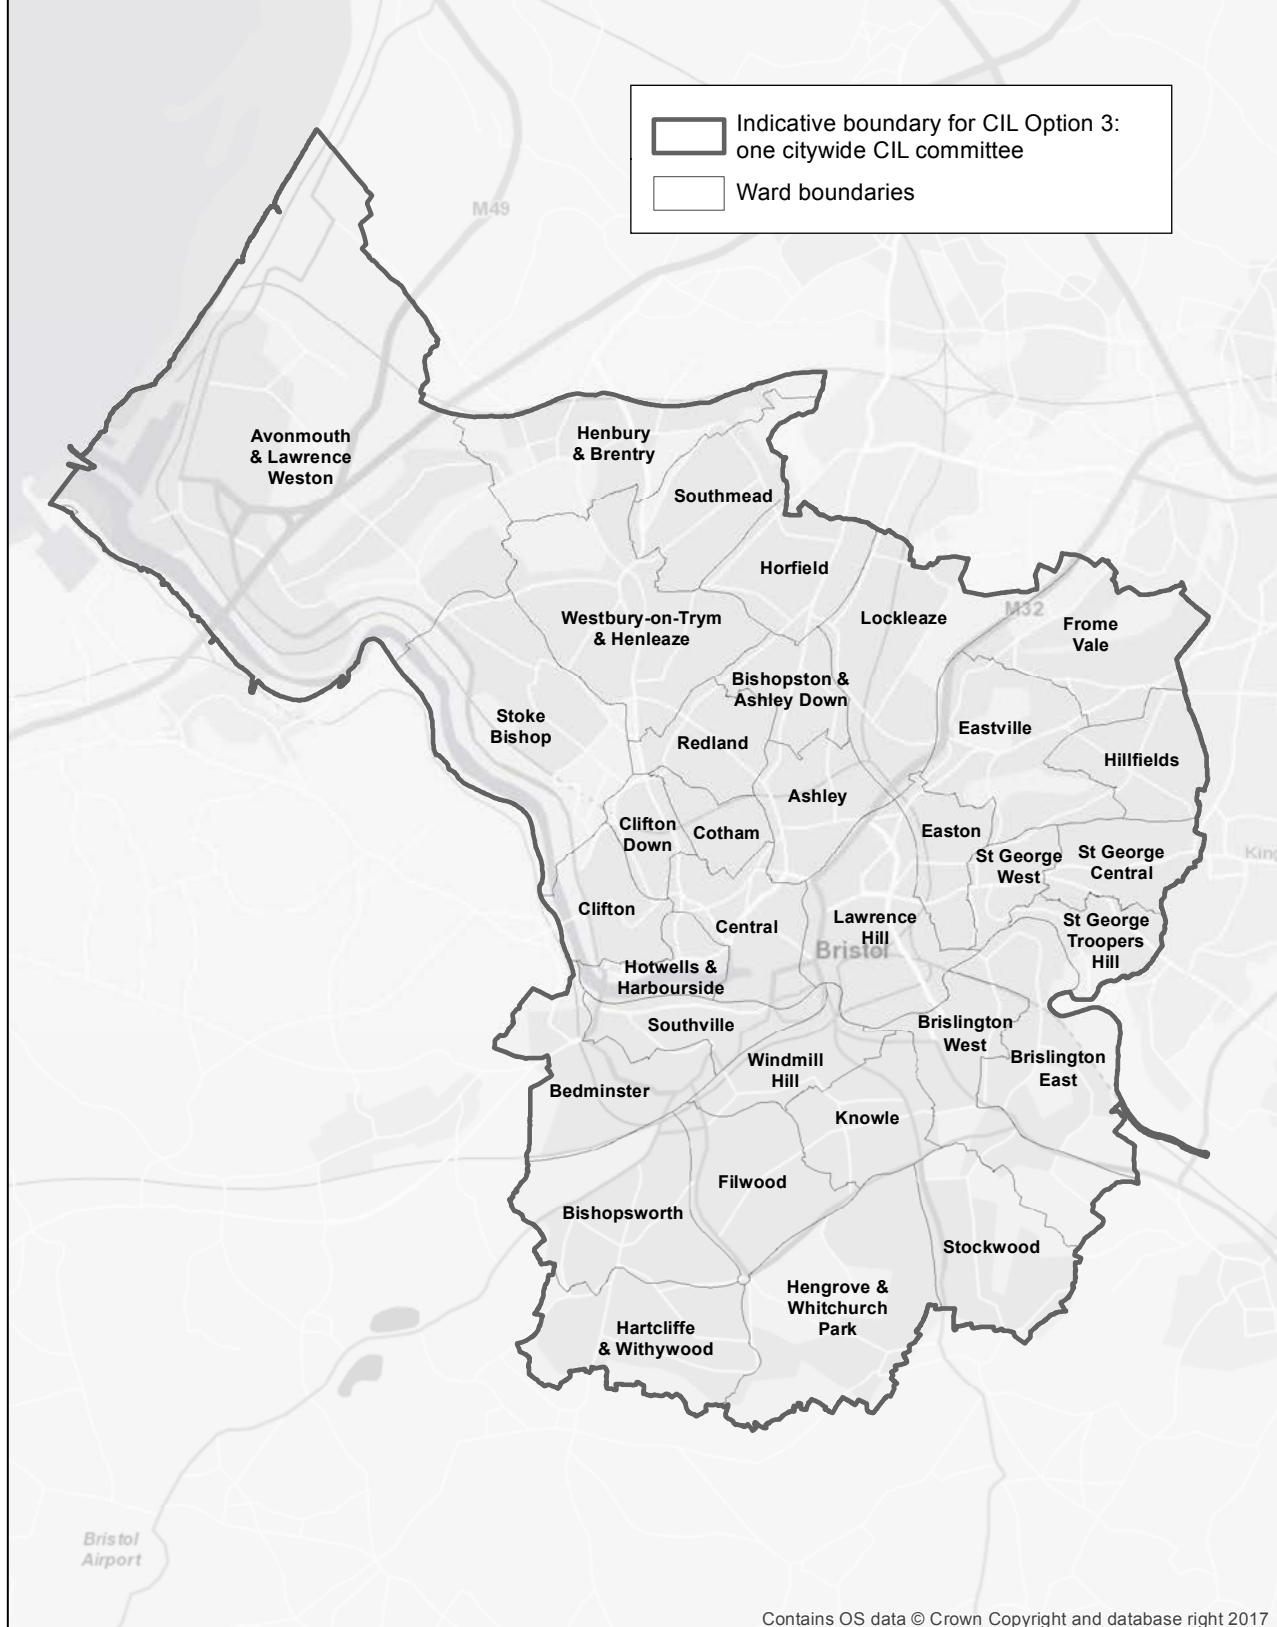 Indicative boundary for CIL Option 3:
one citywide CIL committee
Ward boundaries
M49
Avonmouth
& Lawrence
Weston
Henbury
& Brentry
Southmead
Horfield
Westbury-on-Trym
& Henleaze
Lockleaze
M32
Frome
Vale
Bishopston &
Ashley Down
Stoke
Bishop
Redland
Eastville
Hillfields
Ashley
Clifton
Down
Cotham
Easton
St George
West
St George
Central
Clifton
Central
Lawrence
Hill
Bristol
St George
Troopers
Hill
Hotwells &
Harbourside
Southville
Brislington
West
Brislington
East
Windmill
Hill
Bedminster
Knowle
Filwood
Bishopsworth
Stockwood
Hengrove &
Whitchurch
Park
Hartcliffe
& Withywood
Bristol
Airport
Contains OS data © Crown Copyright and database right 2017